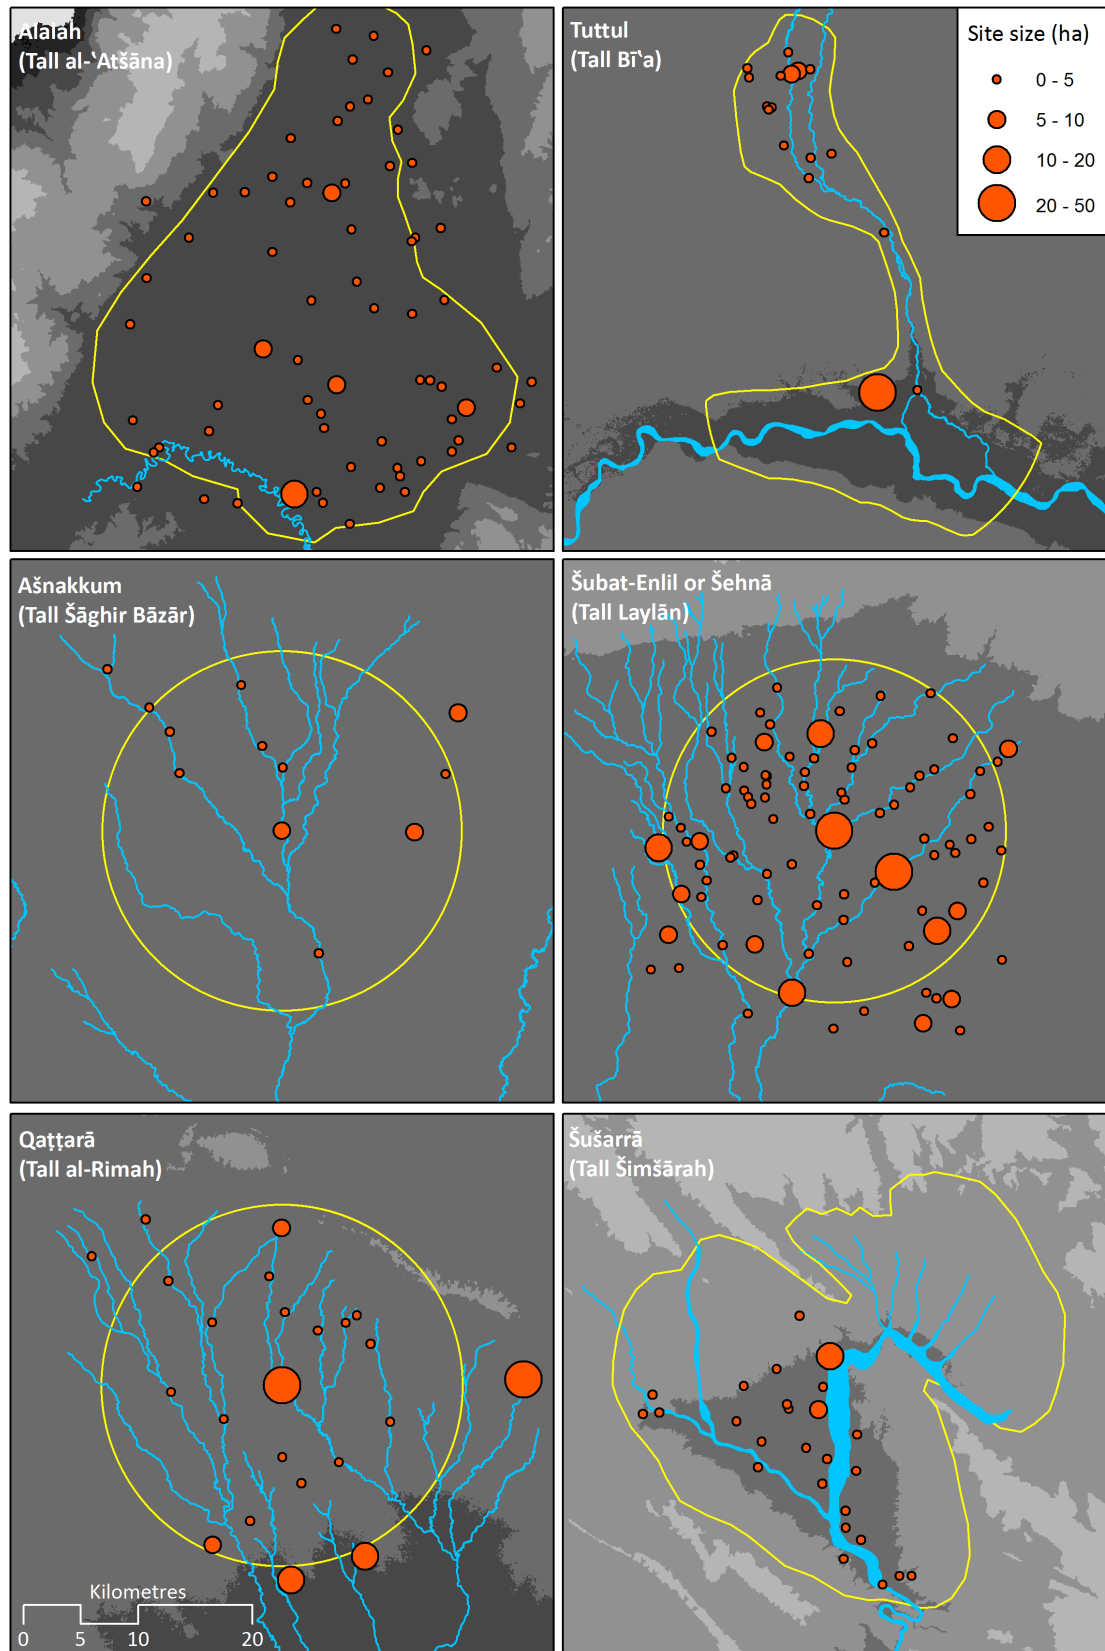 Alalah
(Tall al-ʽAtšāna)
Tuttul
(Tall Bīʽa)
Site size (ha)
0 - 5
5 - 10
10 - 20
20 - 50
Ašnakkum
(Tall Šāghir Bāzār)
Šubat-Enlil or Šehnā
(Tall Laylān)
Qaṭṭarā
(Tall al-Rimah)
Šušarrā
(Tall Šimšārah)
Kilometres
0 5 10 20